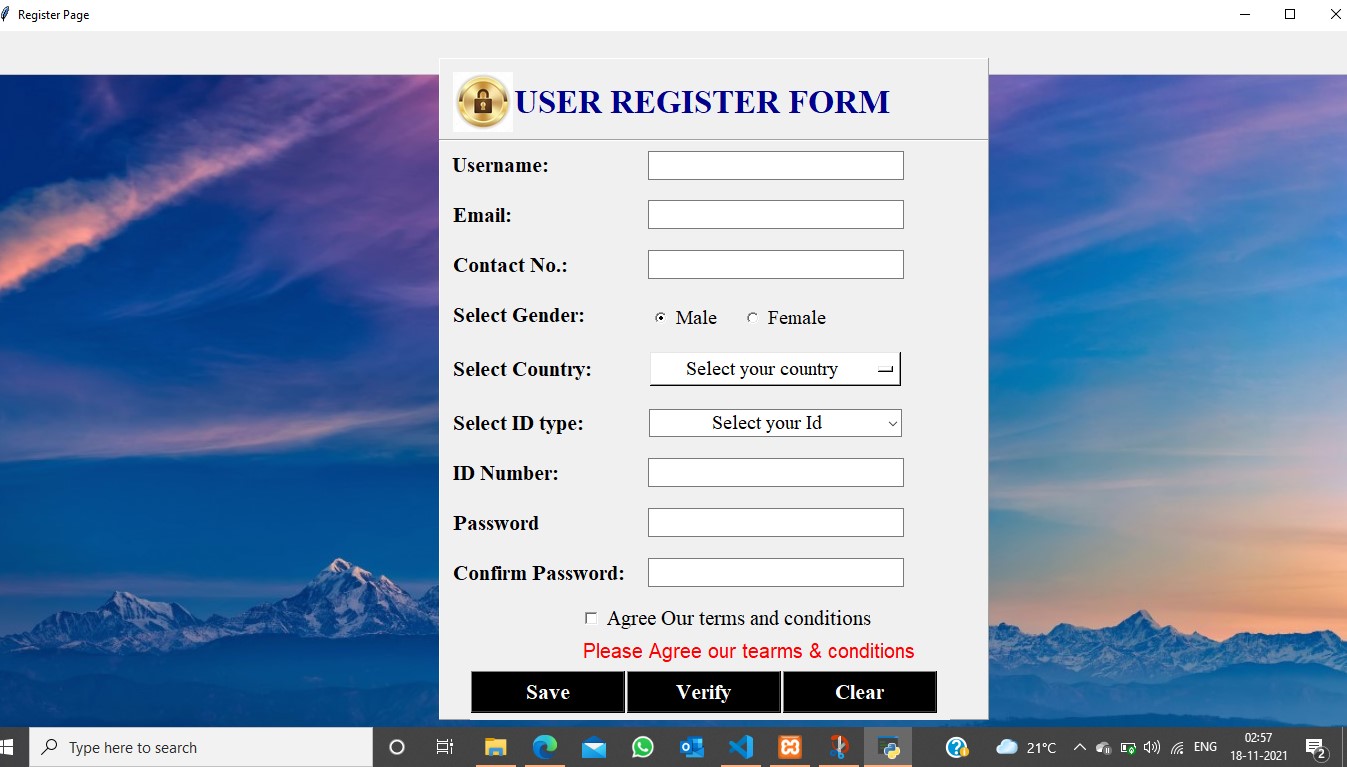 Register Page
USER REGISTER FORM
Username:
Email:
Contact No.:
Select Gender: Male Female
Select Country: Select your country
Select ID type: Select your Id
ID Number:
Password
Confirm Password:
Agree Our terms and conditions
Please Agree our tearms & conditions
Save Verify Clear
Type here to search 21°C ENG 02:57
18-11-2021 2